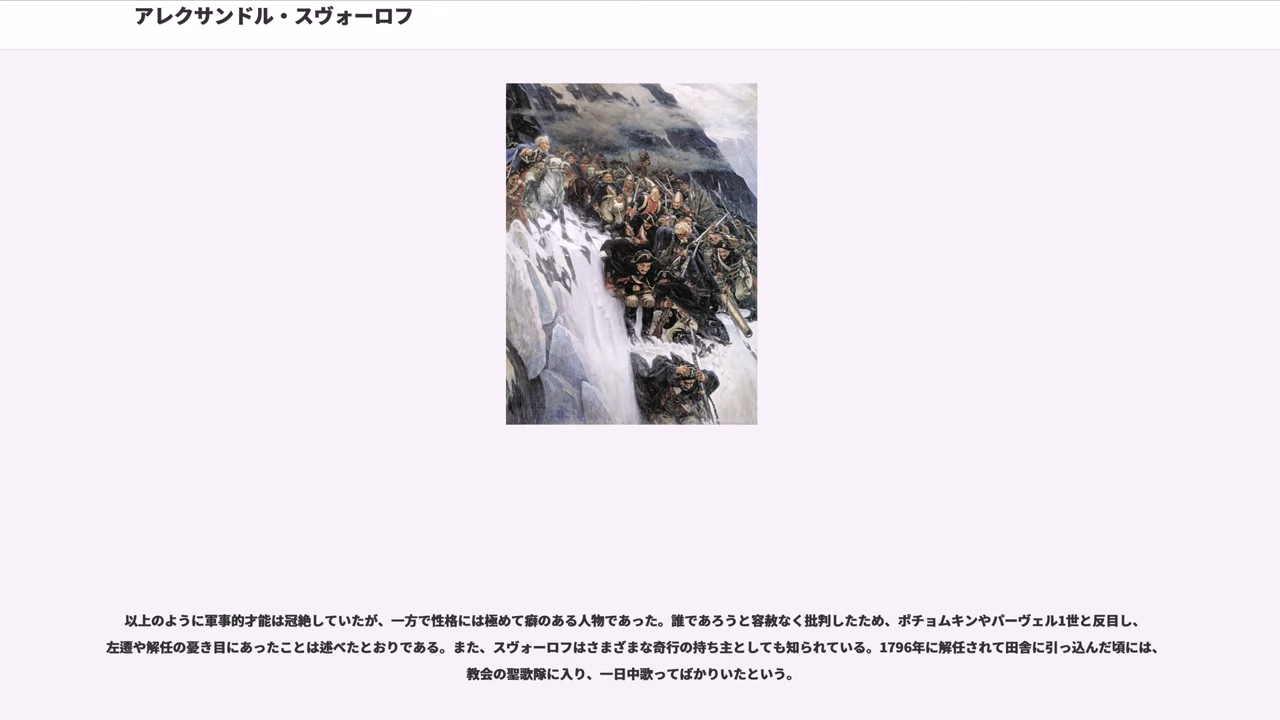 アレクサンドル・スヴォーロフ
以上のように軍事的才能は冠絶していたが、一方で性格には極めて癖のある人物であった。誰であろうと容赦なく批判したため、ポチョムキンやパーヴェル1世と反目し、
左遷や解任の憂き目にあったことは述べたとおりである。また、スヴォーロフはさまざまな奇行の持ち主としても知られている。1796年に解任されて田舎に引っ込んだ頃には、
教会の聖歌隊に入り、一日中歌ってばかりいたという。